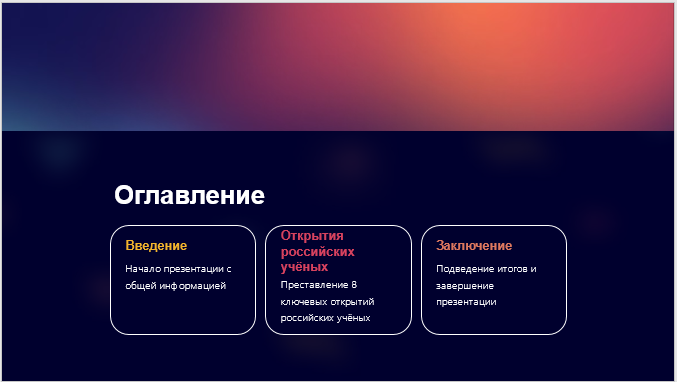 Оглавление
Введение
Начало презентации с
общей информацией
Открытия
российских
учёных
Преставление 8
ключевых открытий
российских учёных
Заключение
Подведение итогов и
завершение
презентации